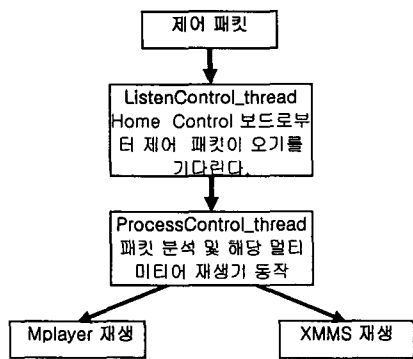 제어 패킷
ListenControl_thread
Home Control 보드로부
터 제어 패킷이 오기를
기다린다.
ProcessControl_thread
패킷 분석 및 해당 멀티
미티어 재생기 동작
Mplayer 재생
XMMS 재생